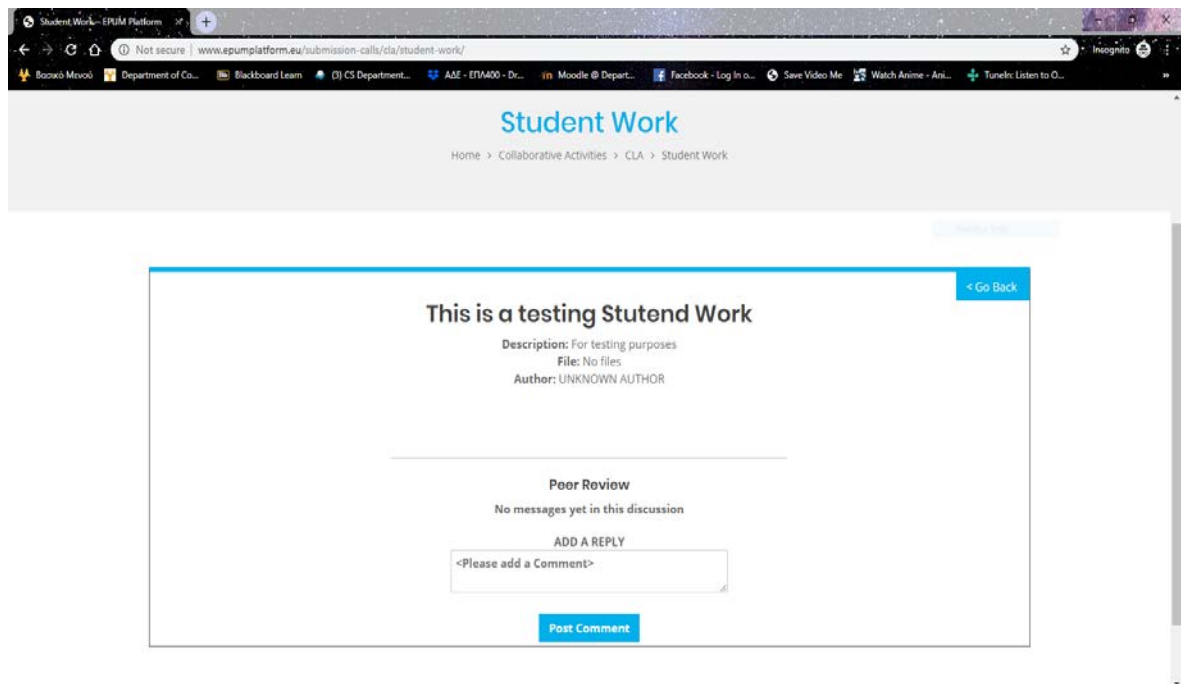 Student Work – EPUM Platform
Not secure | www.epumplatform.eu/submission-calls/cla/student-work/
Incognito
Βασικό Μενού Department of Co... Blackboard Learn (3) CS Department... ΑΔΕ - ΕΠΛ400 - Dr... Moodle @ Depart... Facebook - Log In o... Save Video Me Watch Anime - Ani... TuneIn: Listen to O... »
Student Work
Home > Collaborative Activities > CLA > Student Work
< Go Back
This is a testing Stutend Work
Description: For testing purposes
File: No files
Author: UNKNOWN AUTHOR
Peer Review
No messages yet in this discussion
ADD A REPLY
<Please add a Comment>
Post Comment